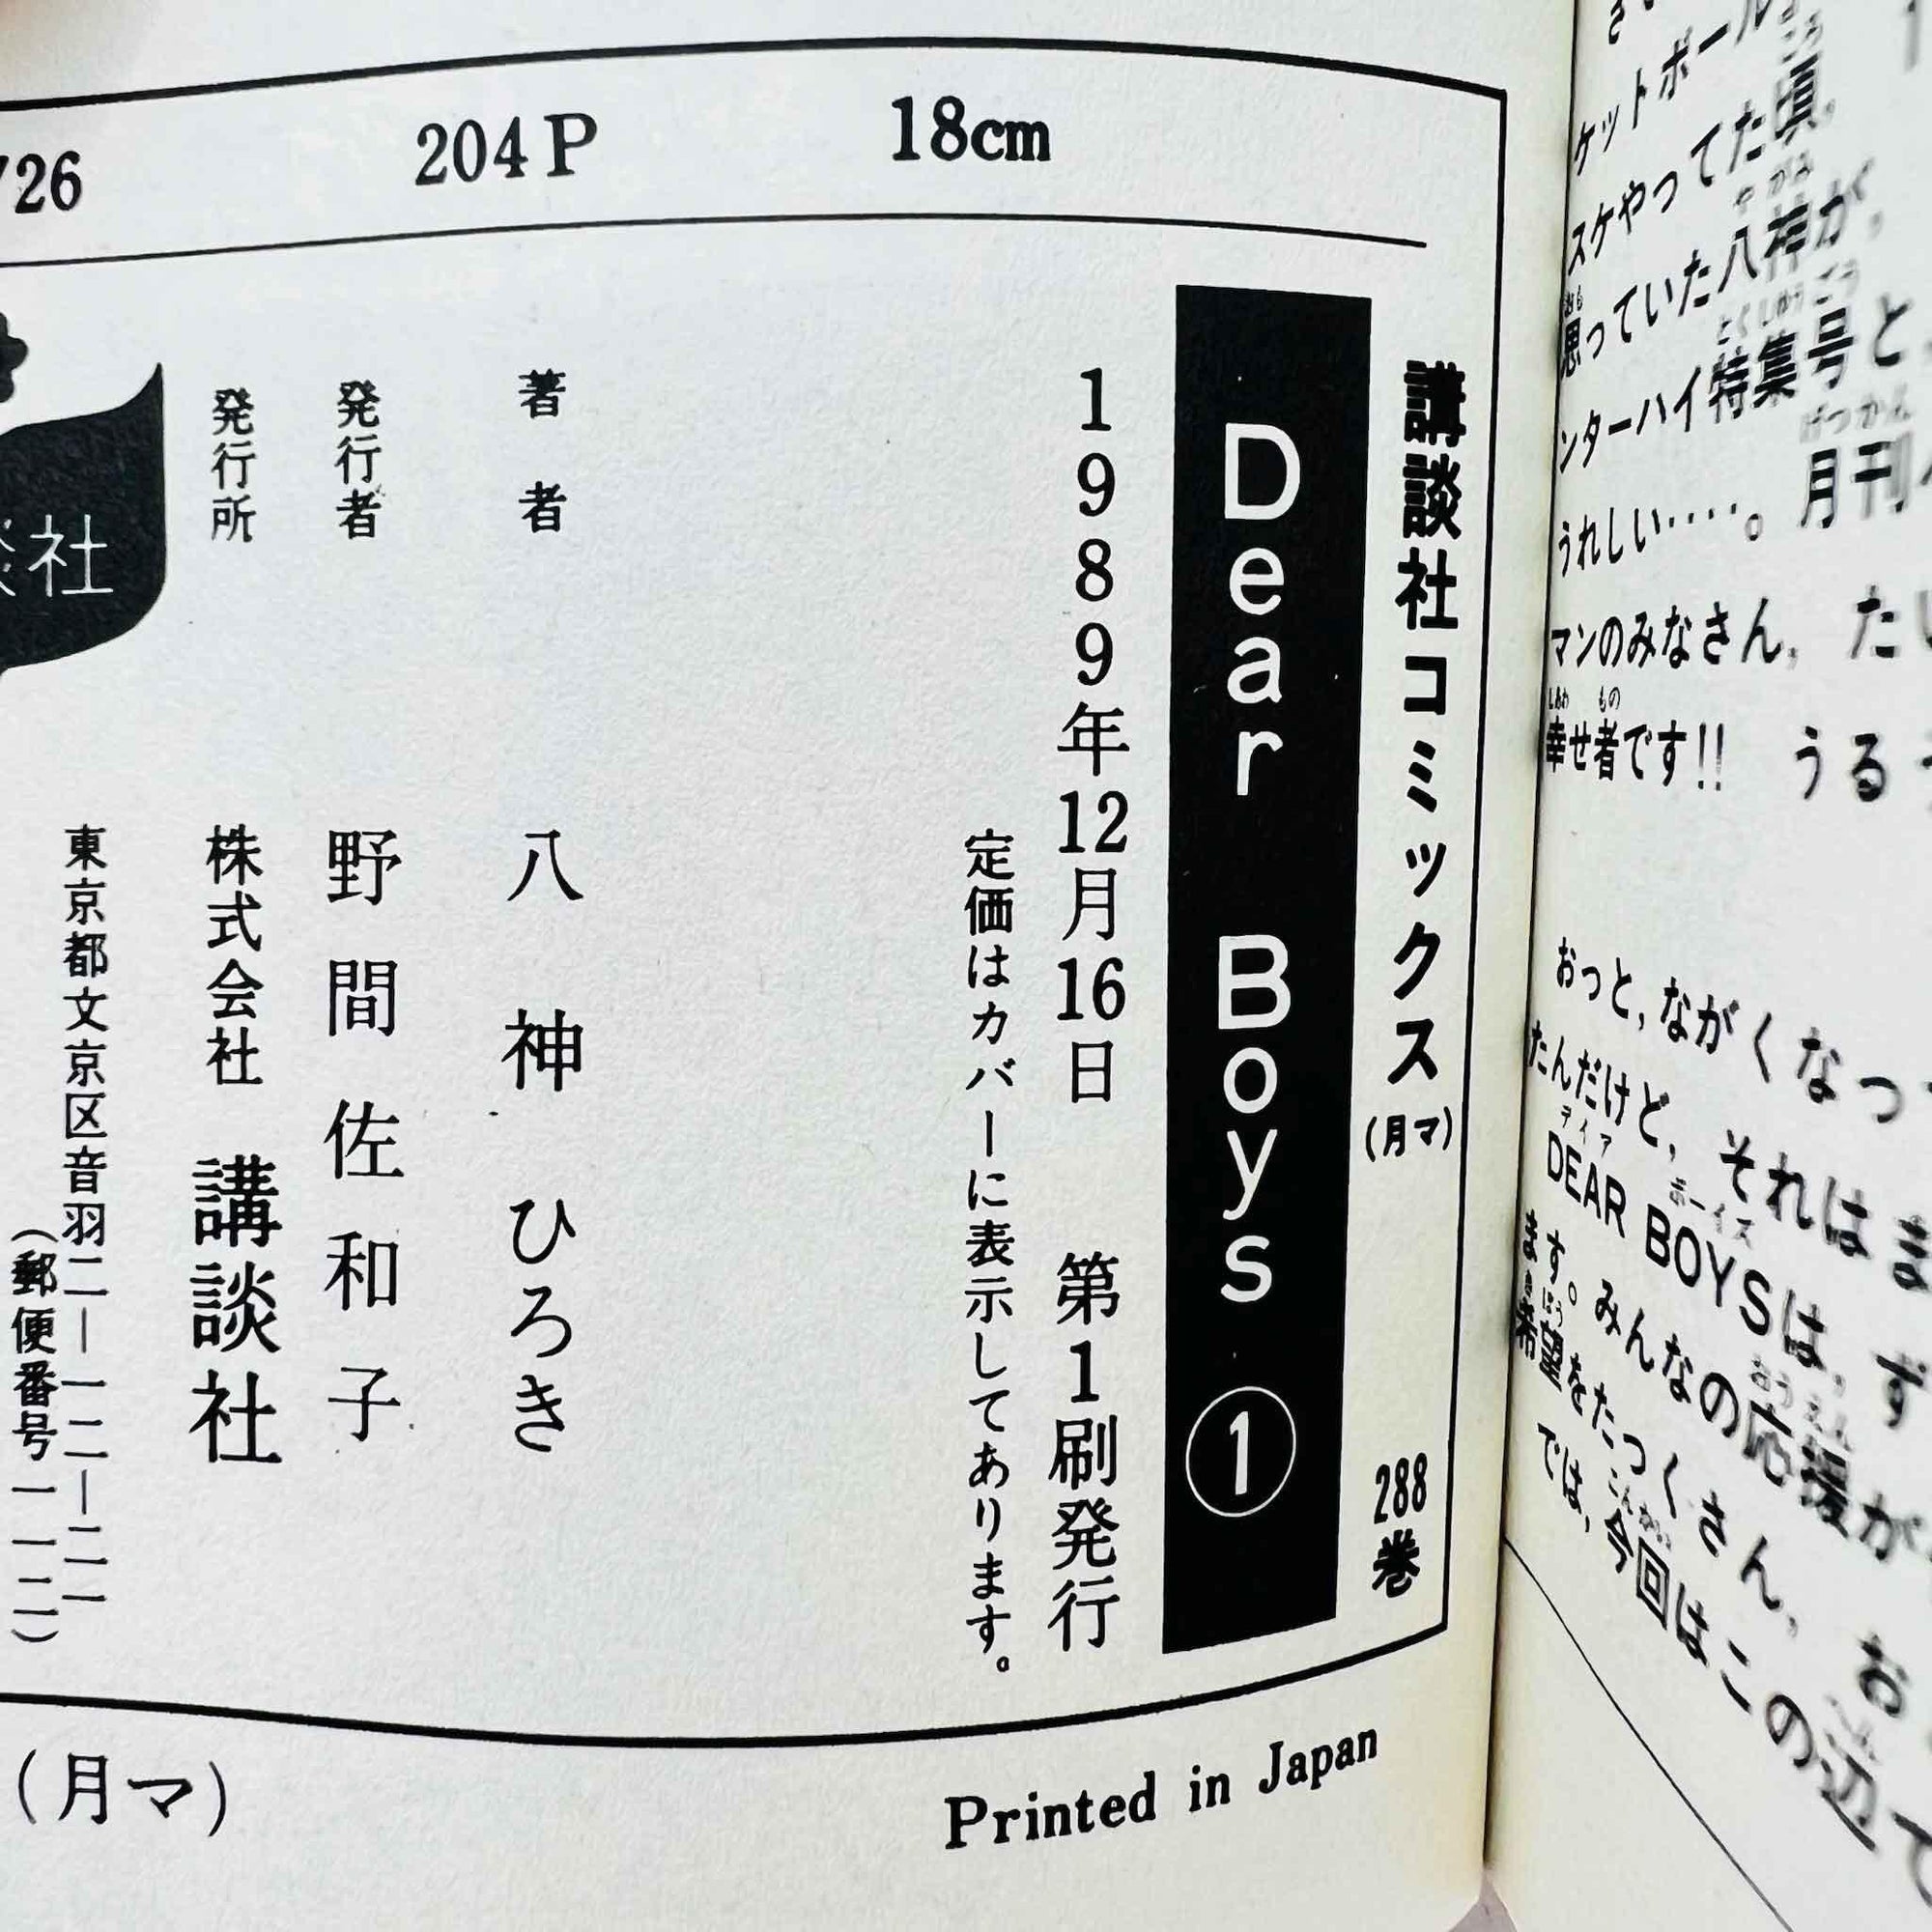 /26　204P　18cm
講談社コミックス(月マ)　288巻
Dear Boys ①
1989年12月16日　第1刷発行
定価はカバーに表示してあります。
著者　八神ひろき
発行者　野間佐和子
発行所　株式会社 講談社
東京都文京区音羽二ー一二ー二一
(郵便番号一一二)
談社
(月マ)
Printed in Japan
ケットボール
スケやってた頃,
思っていた八神が,
ンターハイ特集号と
うれしい‥‥。月刊
マンのみなさん,
幸せ者です!!　うる
おっと,ながくなっ
たんだけど,それはま
DEAR BOYSは,す
す。みんなの応援が
希望をたっくさん,
では,今回はこの辺で